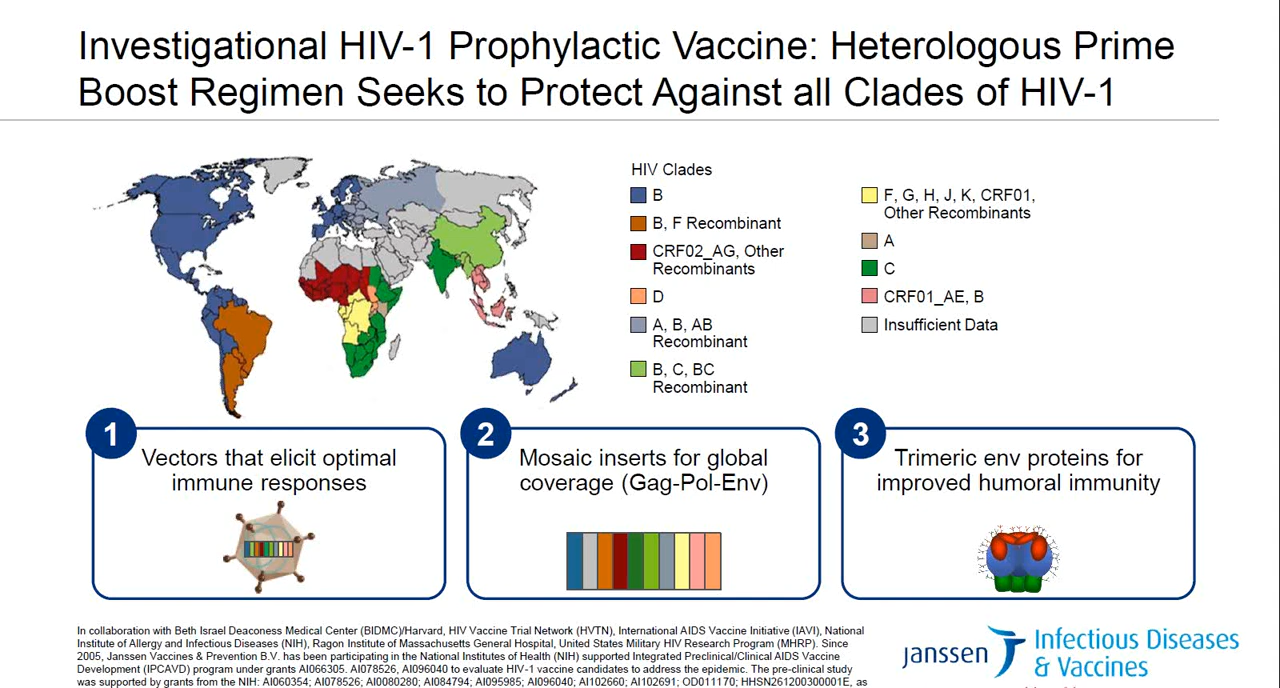 Investigational HIV-1 Prophylactic Vaccine: Heterologous Prime
Boost Regimen Seeks to Protect Against all Clades of HIV-1
HIV Clades
B
B, F Recombinant
CRF02_AG, Other
Recombinants
D
A, B, AB
Recombinant
B, C, BC
Recombinant
F, G, H, J, K, CRF01,
Other Recombinants
A
C
CRF01_AE, B
Insufficient Data
1
Vectors that elicit optimal
immune responses
2
Mosaic inserts for global
coverage (Gag-Pol-Env)
3
Trimeric env proteins for
improved humoral immunity
In collaboration with Beth Israel Deaconess Medical Center (BIDMC)/Harvard, HIV Vaccine Trial Network (HVTN), International AIDS Vaccine Initiative (IAVI), National
Institute of Allergy and Infectious Diseases (NIH), Ragon Institute of Massachusetts General Hospital, United States Military HIV Research Program (MHRP). Since
2005, Janssen Vaccines & Prevention B.V. has been participating in the National Institutes of Health (NIH) supported Integrated Preclinical/Clinical AIDS Vaccine
Development (IPCAVD) program under grants AI066305, AI078526, AI096040 to evaluate HIV-1 vaccine candidates to address the epidemic. The pre-clinical study
was supported by grants from the NIH: AI060354; AI078526; AI0080280; AI084794; AI095985; AI096040; AI102660; AI102691; OD011170; HHSN261200300001E, as
janssen
Infectious Diseases
& Vaccines